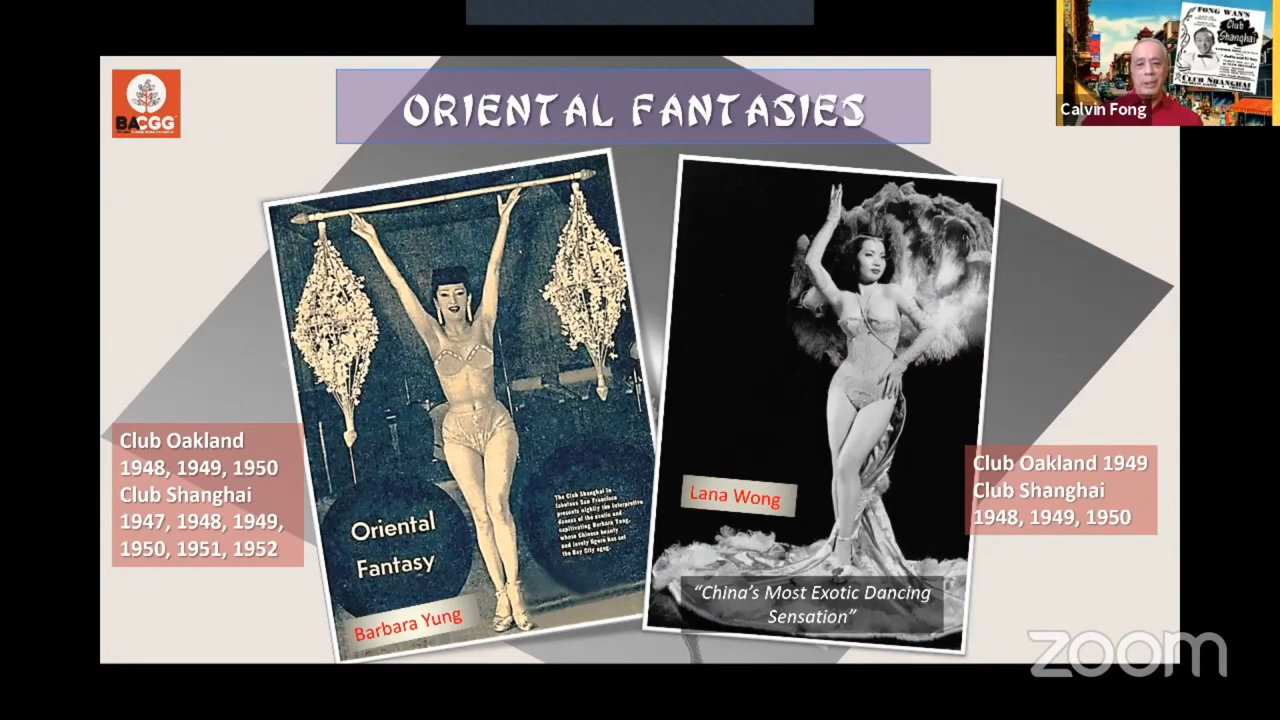 BACGG
ORIENTAL FANTASIES
FONG WAN'S
Club
Shanghai
CLUB SHANGHAI
Calvin Fong
Club Oakland
1948, 1949, 1950
Club Shanghai
1947, 1948, 1949,
1950, 1951, 1952
Oriental
Fantasy
The Club Shanghai in
fabulous San Francisco
presents nightly the interpretive
dances of the exotic and
captivating Barbara Yung,
whose Chinese beauty
and lovely figure has set
the Bay City agog.
Barbara Yung
Lana Wong
"China's Most Exotic Dancing
Sensation"
Club Oakland 1949
Club Shanghai
1948, 1949, 1950
zoom